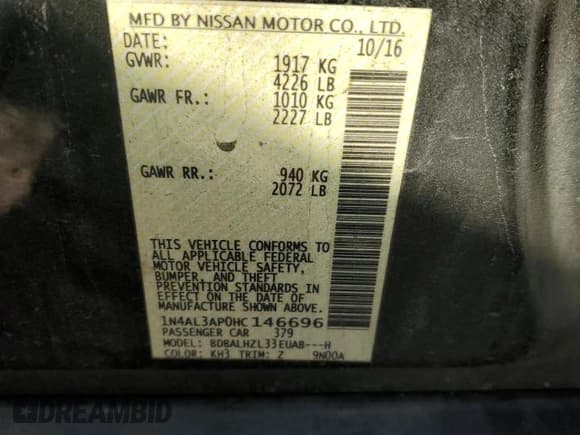 MFD BY NISSAN MOTOR CO., LTD.
DATE: 10/16
GVWR: 1917 KG
4226 LB
GAWR FR.: 1010 KG
2227 LB
GAWR RR.: 940 KG
2072 LB
THIS VEHICLE CONFORMS TO
ALL APPLICABLE FEDERAL
MOTOR VEHICLE SAFETY,
BUMPER, AND THEFT
PREVENTION STANDARDS IN
EFFECT ON THE DATE OF
MANUFACTURE SHOWN ABOVE.
1N4AL3AP0HC146696
PASSENGER CAR 379
MODEL: BDBALHZL33EUAB---H
COLOR: KH3 TRIM: Z 9N00A
DREAMBID